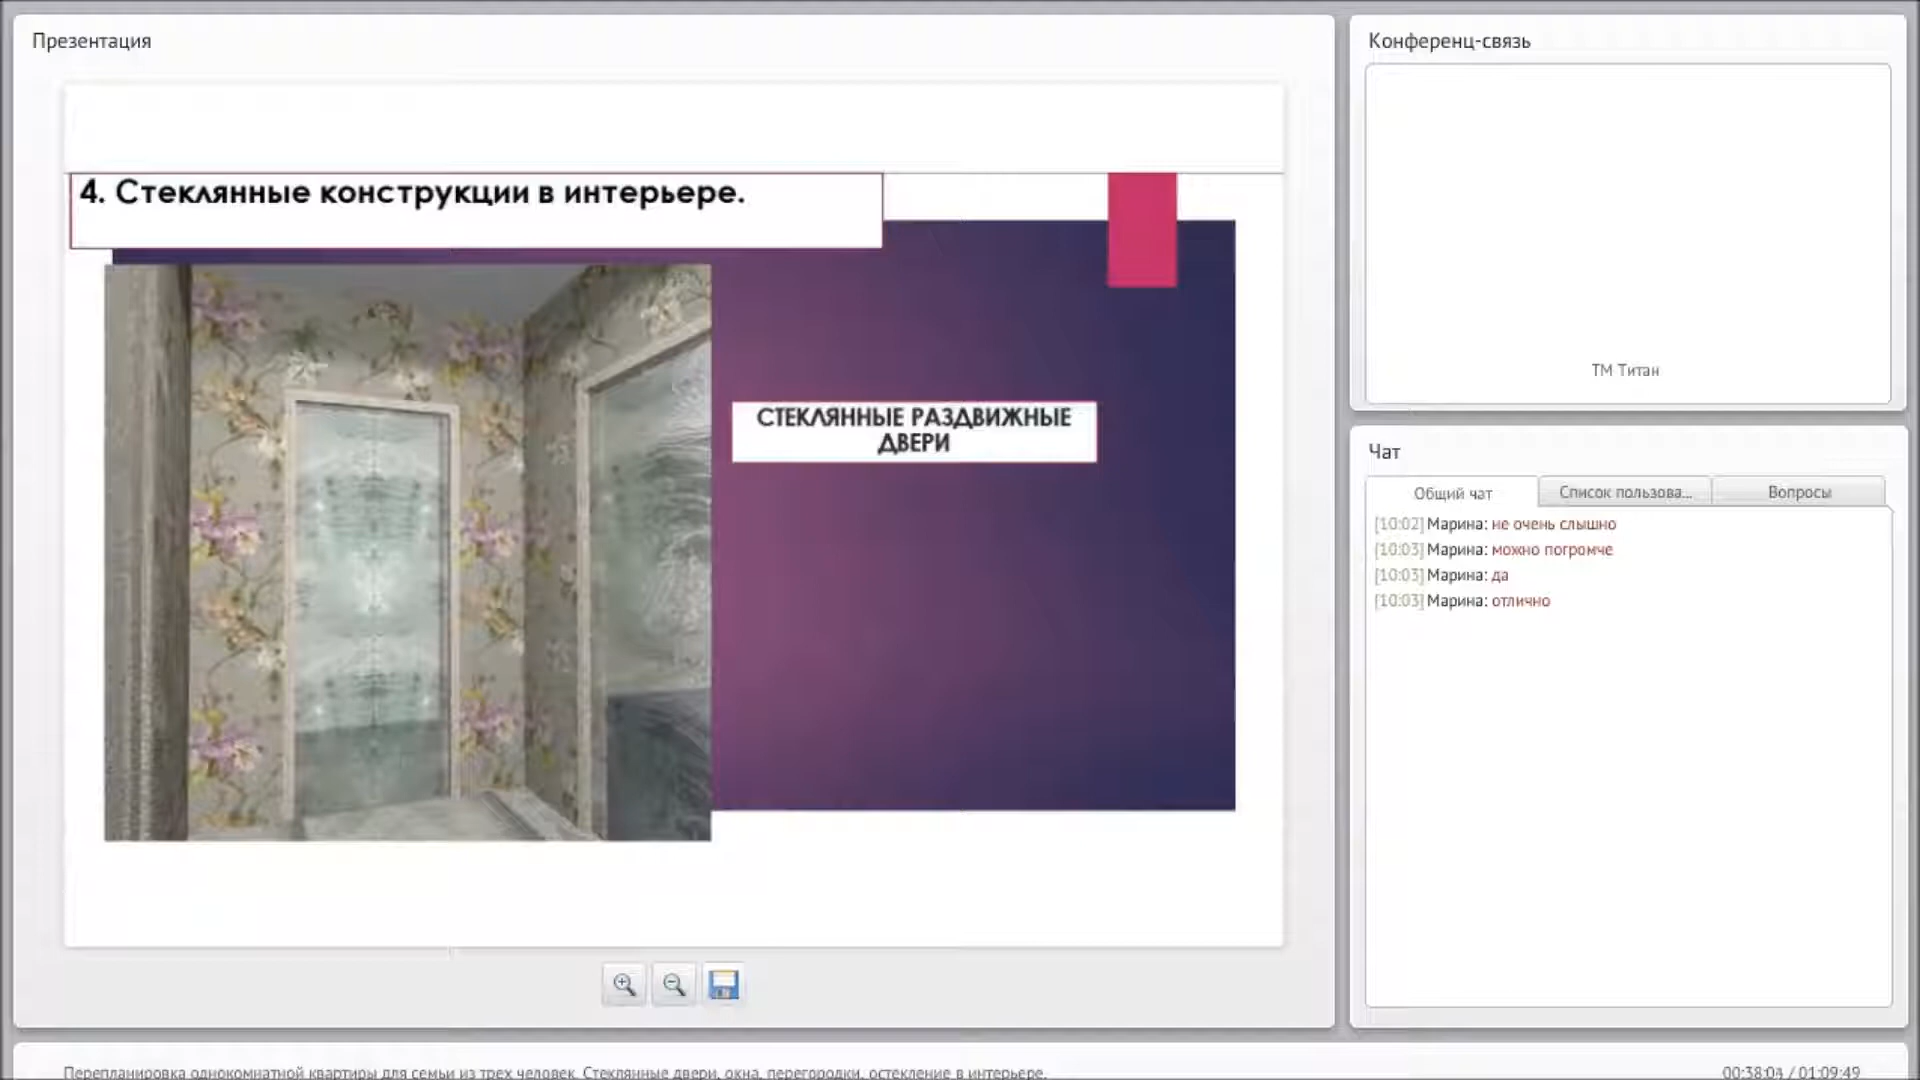 Презентация
4. Стеклянные конструкции в интерьере.
СТЕКЛЯННЫЕ РАЗДВИЖНЫЕ
ДВЕРИ
Конференц-связь
ТМ Титан
Чат
Общий чат
Список пользова...
Вопросы
[10:02] Марина: не очень слышно
[10:03] Марина: можно погромче
[10:03] Марина: да
[10:03] Марина: отлично
Перепланировка однокомнатной квартиры для семьи из трех человек. Стеклянные двери, окна, перегородки, остекление в интерьере.
00:38:04 / 01:09:49